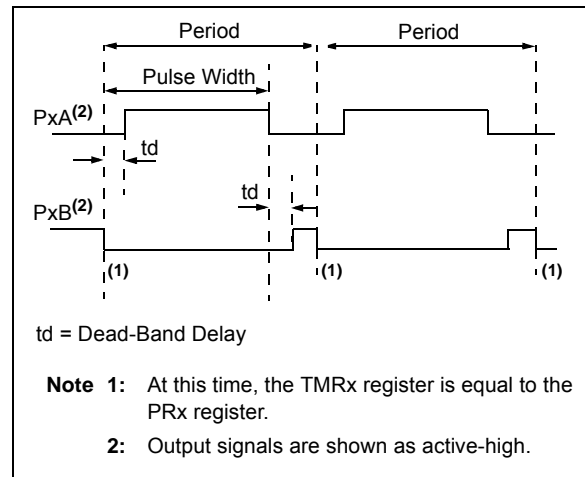 Period Period
Pulse Width
PxA(2)
td
td
PxB(2)
(1) (1) (1)
td = Dead-Band Delay
Note 1: At this time, the TMRx register is equal to the
PRx register.
2: Output signals are shown as active-high.